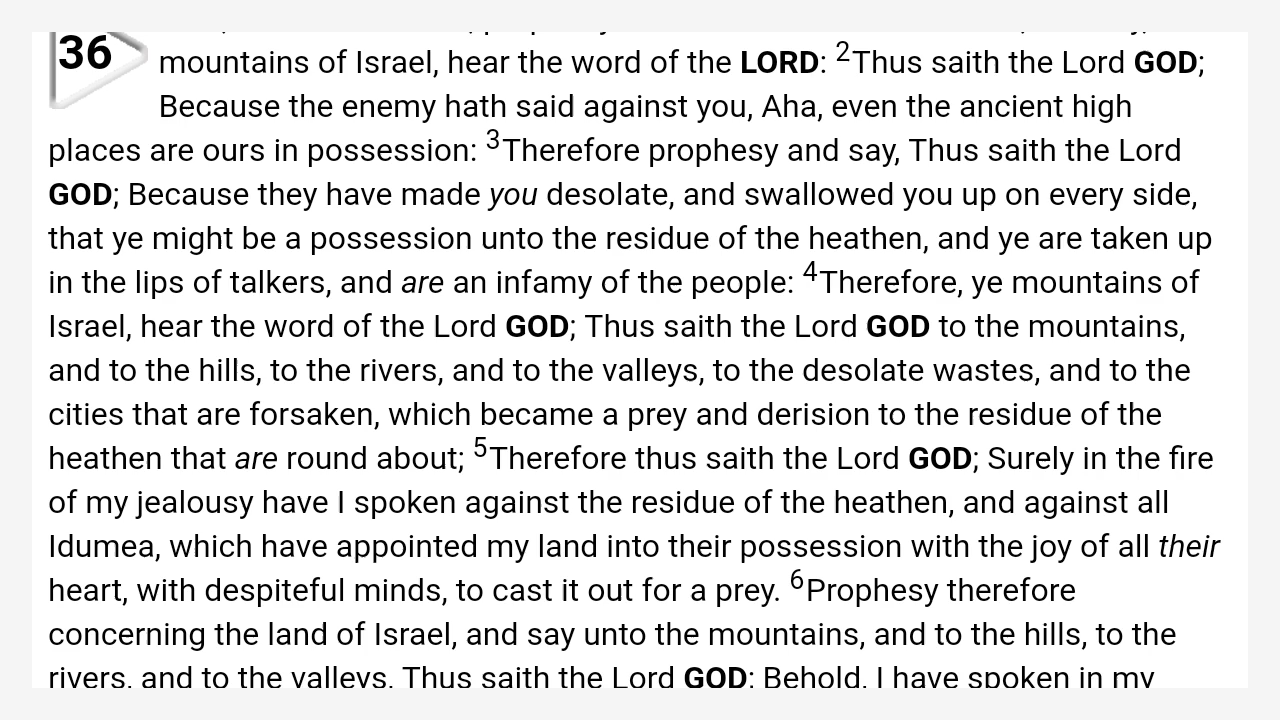 36
mountains of Israel, hear the word of the LORD: 2Thus saith the Lord GOD;
Because the enemy hath said against you, Aha, even the ancient high
places are ours in possession: 3Therefore prophesy and say, Thus saith the Lord
GOD; Because they have made you desolate, and swallowed you up on every side,
that ye might be a possession unto the residue of the heathen, and ye are taken up
in the lips of talkers, and are an infamy of the people: 4Therefore, ye mountains of
Israel, hear the word of the Lord GOD; Thus saith the Lord GOD to the mountains,
and to the hills, to the rivers, and to the valleys, to the desolate wastes, and to the
cities that are forsaken, which became a prey and derision to the residue of the
heathen that are round about; 5Therefore thus saith the Lord GOD; Surely in the fire
of my jealousy have I spoken against the residue of the heathen, and against all
Idumea, which have appointed my land into their possession with the joy of all their
heart, with despiteful minds, to cast it out for a prey. 6Prophesy therefore
concerning the land of Israel, and say unto the mountains, and to the hills, to the
rivers, and to the valleys, Thus saith the Lord GOD; Behold, I have spoken in my